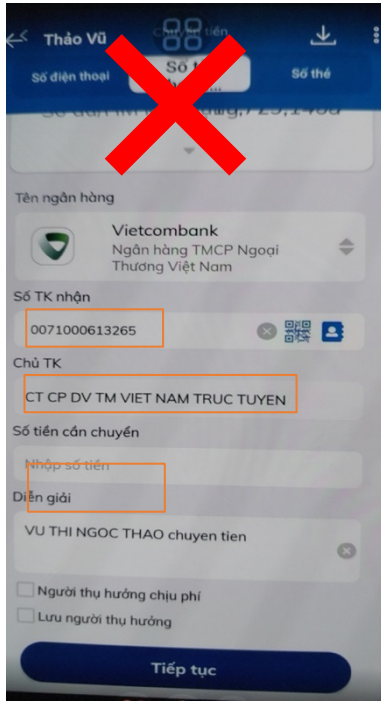 Thảo Vũ
Chuyển tiền
Số điện thoại
Số t
Số thẻ
Tên ngân hàng
Vietcombank
Ngân hàng TMCP Ngoại
Thương Việt Nam
Số TK nhận
0071000613265
Chủ TK
CT CP DV TM VIET NAM TRUC TUYEN
Số tiền cần chuyển
Nhập số tiền
Diễn giải
VU THI NGOC THAO chuyen tien
Người thụ hưởng chịu phí
Lưu người thụ hưởng
Tiếp tục